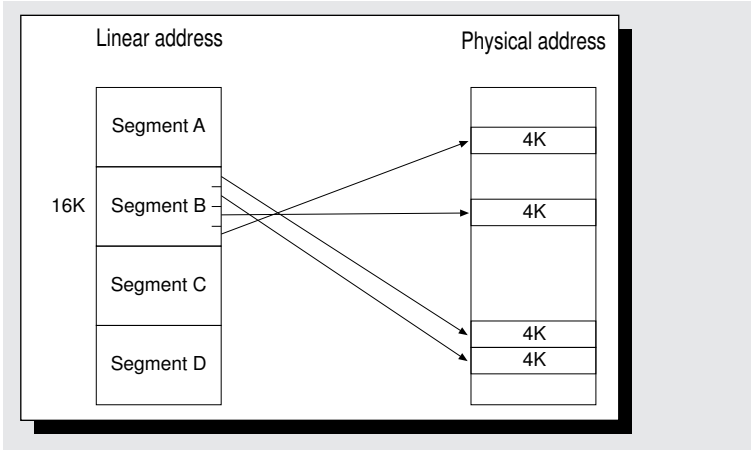 Linear address
Physical address
Segment A
4K
16K
Segment B
4K
Segment C
4K
Segment D
4K